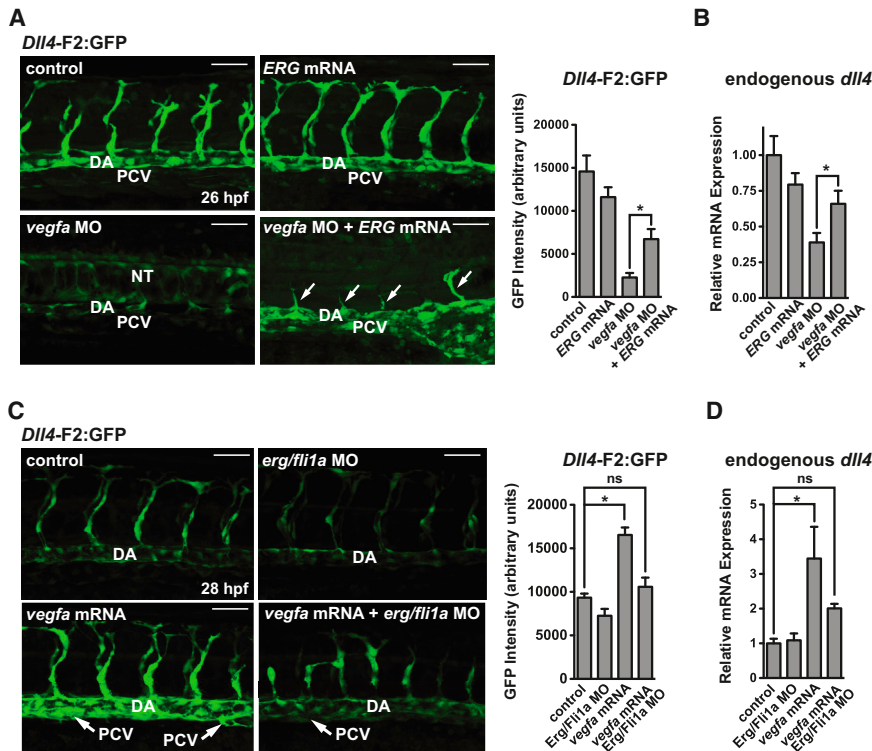 A
Dll4-F2:GFP
control
DA
PCV
26 hpf
ERG mRNA
DA
PCV
vegfa MO
NT
DA
PCV
vegfa MO + ERG mRNA
DA
PCV
Dll4-F2:GFP
GFP Intensity (arbitrary units)
20000
15000
10000
5000
0
*
control
ERG mRNA
vegfa MO
vegfa MO
+ ERG mRNA
B
endogenous dll4
Relative mRNA Expression
1.00
0.75
0.50
0.25
0.00
*
control
ERG mRNA
vegfa MO
vegfa MO
+ ERG mRNA
C
Dll4-F2:GFP
control
DA
28 hpf
erg/fli1a MO
DA
vegfa mRNA
DA
PCV
PCV
vegfa mRNA + erg/fli1a MO
DA
PCV
Dll4-F2:GFP
GFP Intensity (arbitrary units)
20000
15000
10000
5000
0
ns
*
control
Erg/Fli1a MO
vegfa mRNA
vegfa mRNA
Erg/Fli1a MO
D
endogenous dll4
Relative mRNA Expression
5
4
3
2
1
0
ns
*
control
Erg/Fli1a MO
vegfa mRNA
vegfa mRNA
Erg/Fli1a MO